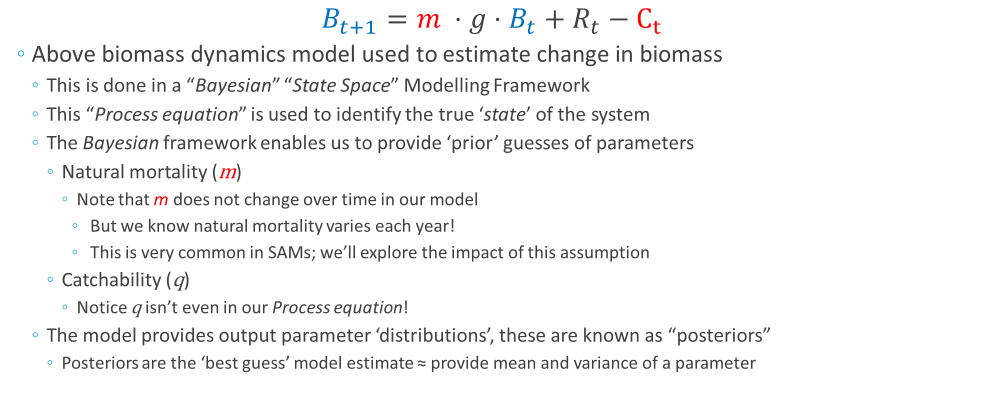 B_{t+1} = m · g · B_t + R_t − C_t
◦ Above biomass dynamics model used to estimate change in biomass
◦ This is done in a “Bayesian” “State Space” Modelling Framework
◦ This “Process equation” is used to identify the true ‘state’ of the system
◦ The Bayesian framework enables us to provide ‘prior’ guesses of parameters
◦ Natural mortality (m)
◦ Note that m does not change over time in our model
◦ But we know natural mortality varies each year!
◦ This is very common in SAMs; we’ll explore the impact of this assumption
◦ Catchability (q)
◦ Notice q isn’t even in our Process equation!
◦ The model provides output parameter ‘distributions’, these are known as “posteriors”
◦ Posteriors are the ‘best guess’ model estimate ≈ provide mean and variance of a parameter